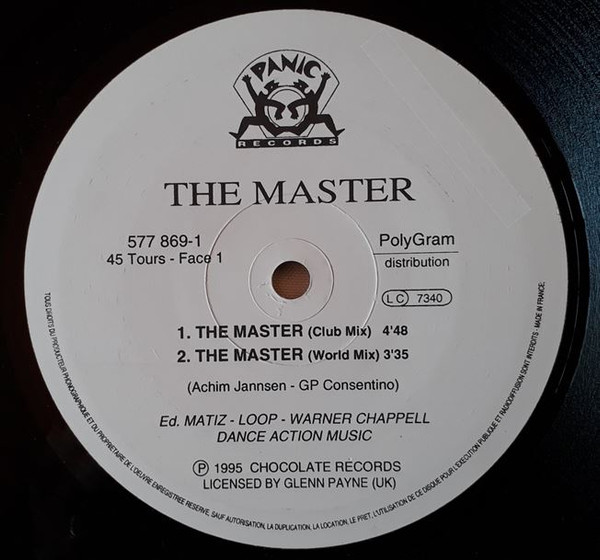 PANIC
RECORDS
THE MASTER
577 869-1
45 Tours - Face 1
PolyGram
distribution
LC 7340
1. THE MASTER (Club Mix) 4'48
2. THE MASTER (World Mix) 3'35
(Achim Jannsen - GP Consentino)
Ed. MATIZ - LOOP - WARNER CHAPPELL
DANCE ACTION MUSIC
Ⓟ 1995 CHOCOLATE RECORDS
LICENSED BY GLENN PAYNE (UK)
TOUS DROITS DU PRODUCTEUR PHONOGRAPHIQUE ET DU PROPRIETAIRE DE L'OEUVRE ENREGISTREE RESERVES, SAUF AUTORISATION, LA DUPLICATION, LA LOCATION, LE PRET, L'UTILISATION DE CE DISQUE POUR L'EXECUTION PUBLIQUE ET RADIODIFFUSION SONT INTERDITS - MADE IN FRANCE